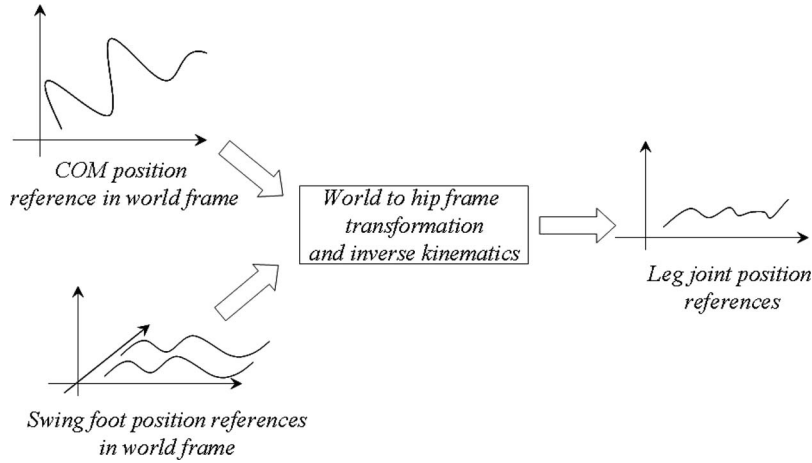 COM position
reference in world frame
World to hip frame
transformation
and inverse kinematics
Leg joint position
references
Swing foot position references
in world frame